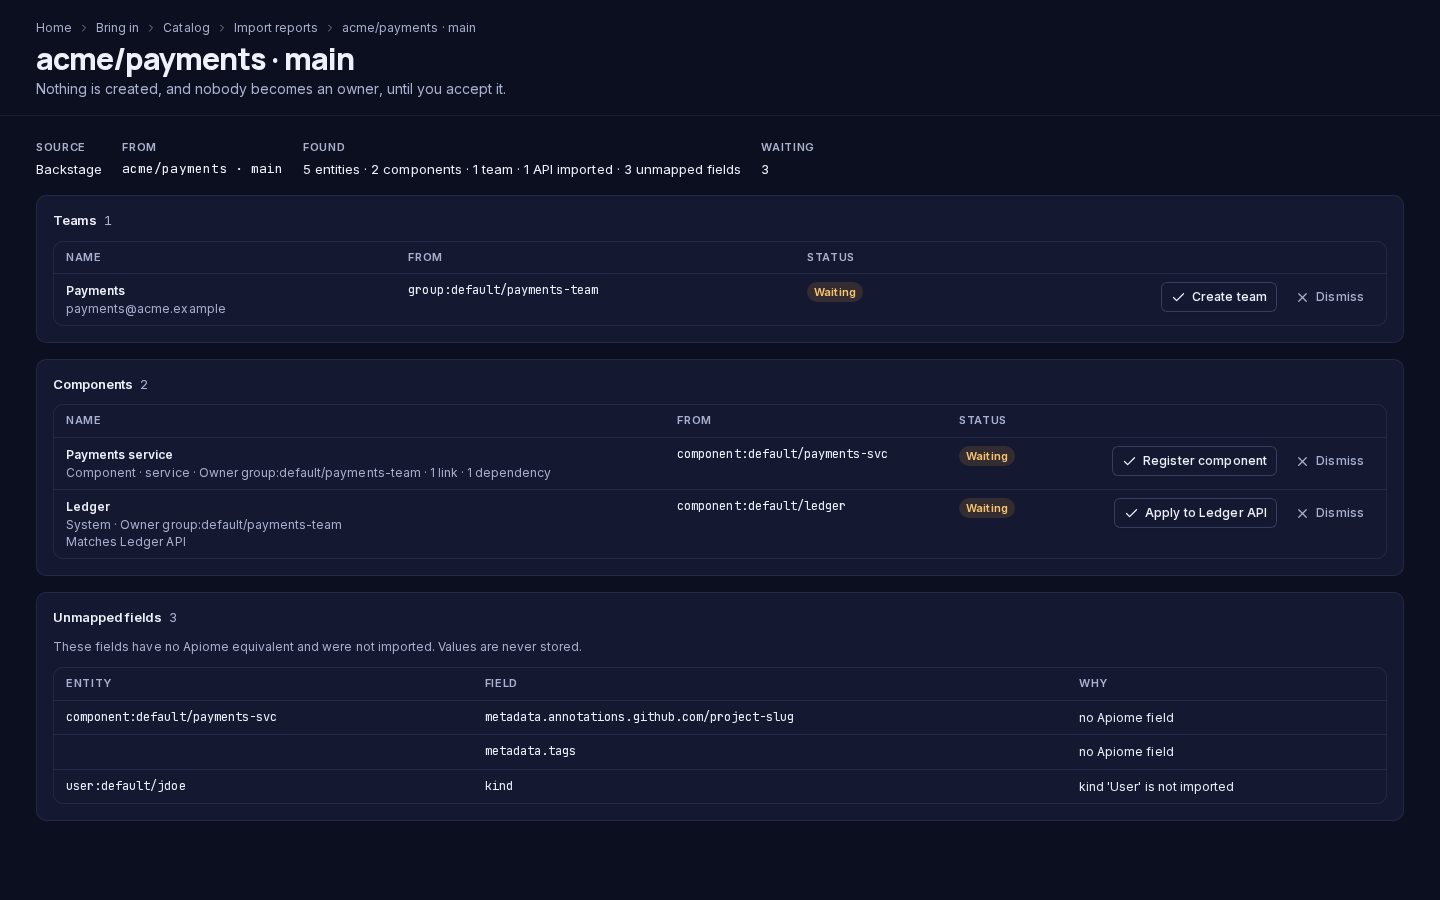 Home > Bring in > Catalog > Import reports > acme/payments · main
acme/payments · main
Nothing is created, and nobody becomes an owner, until you accept it.
SOURCE FROM FOUND WAITING
Backstage acme/payments · main 5 entities · 2 components · 1 team · 1 API imported · 3 unmapped fields 3
Teams 1
NAME FROM STATUS
Payments group:default/payments-team Waiting Create team Dismiss
payments@acme.example
Components 2
NAME FROM STATUS
Payments service component:default/payments-svc Waiting Register component Dismiss
Component · service · Owner group:default/payments-team · 1 link · 1 dependency
Ledger component:default/ledger Waiting Apply to Ledger API Dismiss
System · Owner group:default/payments-team
Matches Ledger API
Unmapped fields 3
These fields have no Apiome equivalent and were not imported. Values are never stored.
ENTITY FIELD WHY
component:default/payments-svc metadata.annotations.github.com/project-slug no Apiome field
metadata.tags no Apiome field
user:default/jdoe kind kind 'User' is not imported